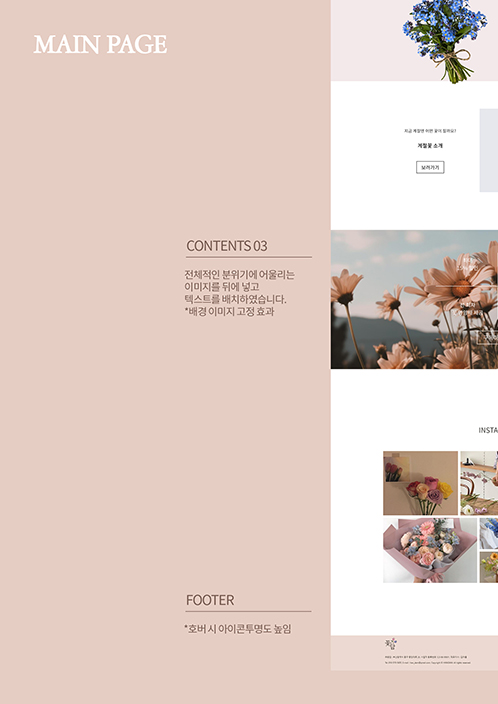 MAIN PAGE
지금 계절엔 어떤 꽃이 필까요?
계절꽃 소개
보러가기
CONTENTS 03
전체적인 분위기에 어울리는
이미지를 뒤에 넣고
텍스트를 배치하였습니다.
*배경 이미지 고정 효과
INSTA
FOOTER
*호버 시 아이콘투명도 높임